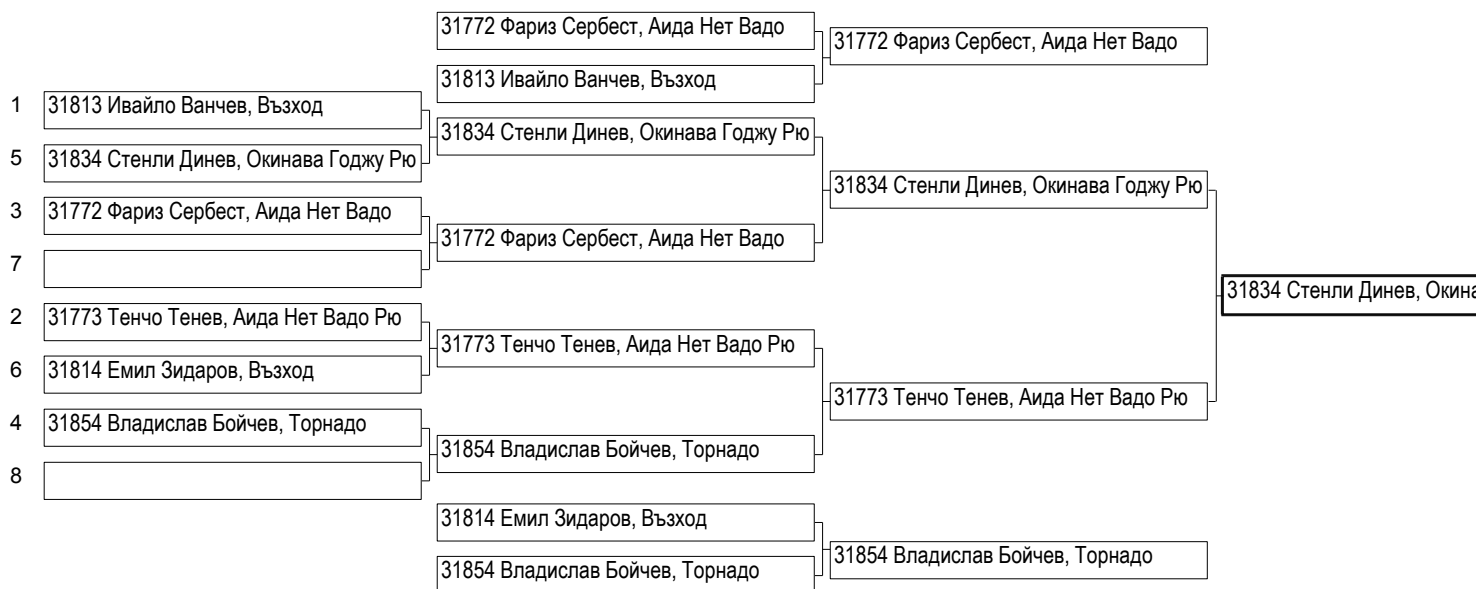 31772 Фариз Сербест, Аида Нет Вадо
31813 Ивайло Ванчев, Възход
31772 Фариз Сербест, Аида Нет Вадо
1 31813 Ивайло Ванчев, Възход
5 31834 Стенли Динев, Окинава Годжу Рю
3 31772 Фариз Сербест, Аида Нет Вадо
7
2 31773 Тенчо Тенев, Аида Нет Вадо Рю
6 31814 Емил Зидаров, Възход
4 31854 Владислав Бойчев, Торнадо
8
31834 Стенли Динев, Окинава Годжу Рю
31772 Фариз Сербест, Аида Нет Вадо
31773 Тенчо Тенев, Аида Нет Вадо Рю
31854 Владислав Бойчев, Торнадо
31834 Стенли Динев, Окинава Годжу Рю
31773 Тенчо Тенев, Аида Нет Вадо Рю
31834 Стенли Динев, Окина
31814 Емил Зидаров, Възход
31854 Владислав Бойчев, Торнадо
31854 Владислав Бойчев, Торнадо